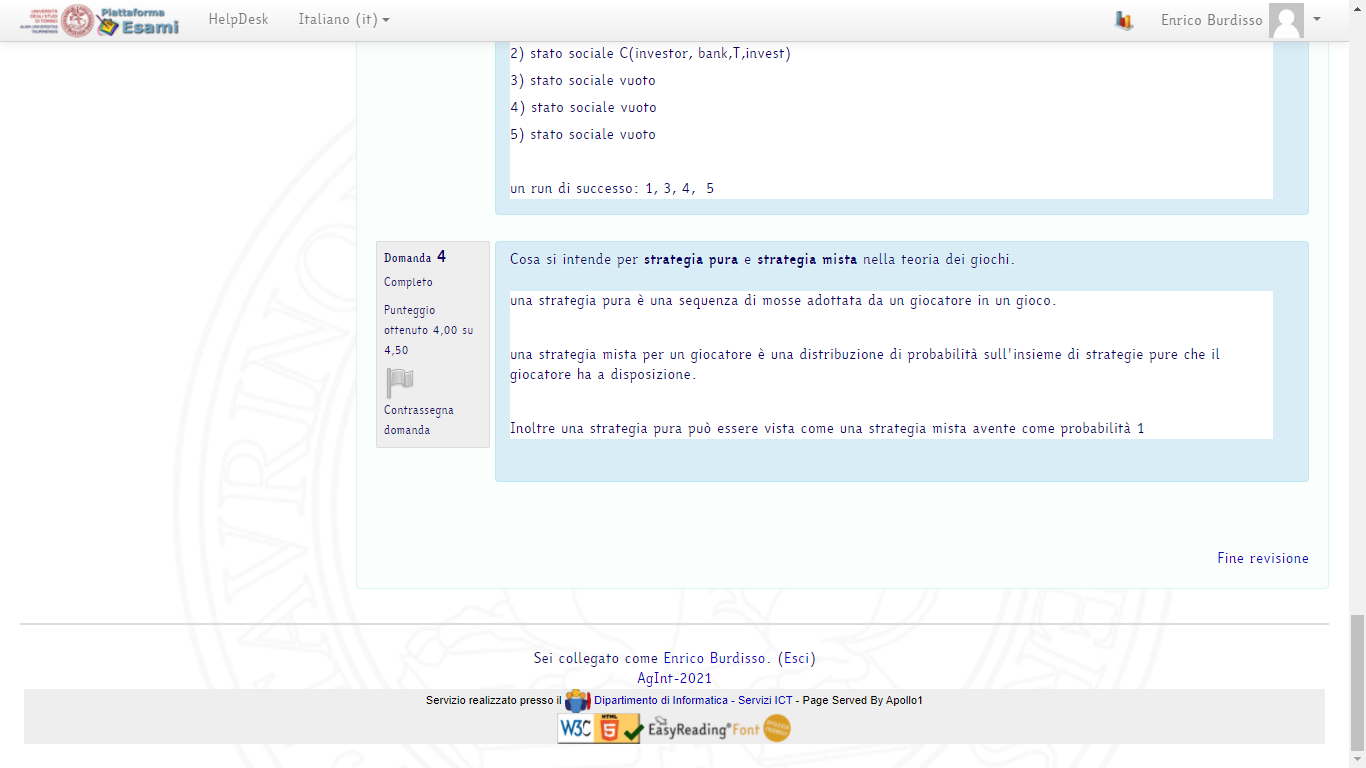 UNIVERSITÀ DEGLI STUDI DI TORINO
ALMA UNIVERSITAS TAURINENSIS
Piattaforma Esami
HelpDesk
Italiano (it)
Enrico Burdisso
2) stato sociale C(investor, bank,T,invest)
3) stato sociale vuoto
4) stato sociale vuoto
5) stato sociale vuoto
un run di successo: 1, 3, 4,  5
Domanda 4
Completo
Punteggio
ottenuto 4,00 su
4,50
Contrassegna
domanda
Cosa si intende per strategia pura e strategia mista nella teoria dei giochi.
una strategia pura è una sequenza di mosse adottata da un giocatore in un gioco.
una strategia mista per un giocatore è una distribuzione di probabilità sull'insieme di strategie pure che il
giocatore ha a disposizione.
Inoltre una strategia pura può essere vista come una strategia mista avente come probabilità 1
Fine revisione
Sei collegato come Enrico Burdisso. (Esci)
AgInt-2021
Servizio realizzato presso il Dipartimento di Informatica - Servizi ICT - Page Served By Apollo1
W3C HTML 5 EasyReading® Font